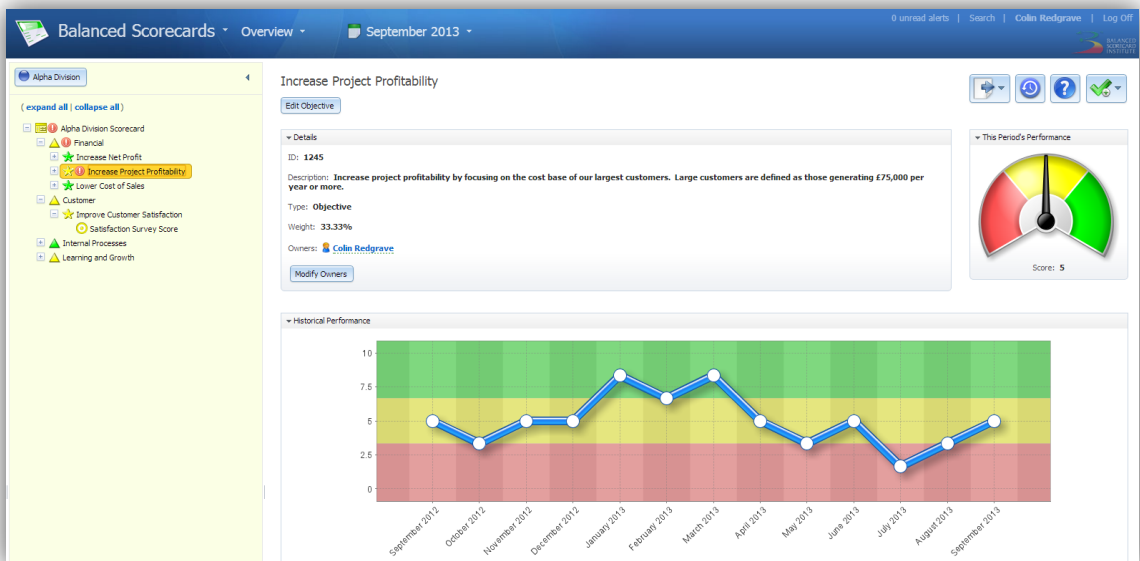 0 unread alerts | Search | Colin Redgrave | Log Off
Balanced Scorecards Overview September 2013
BALANCED
SCORECARD
INSTITUTE
Alpha Division
(expand all | collapse all)
Alpha Division Scorecard
Financial
Increase Net Profit
Increase Project Profitability
Lower Cost of Sales
Customer
Improve Customer Satisfaction
Satisfaction Survey Score
Internal Processes
Learning and Growth
Increase Project Profitability
Edit Objective
Details
ID: 1245
Description: Increase project profitability by focusing on the cost base of our largest customers. Large customers are defined as those generating £75,000 per
year or more.
Type: Objective
Weight: 33.33%
Owners: Colin Redgrave
Modify Owners
This Period's Performance
Score: 5
Historical Performance
10
7.5
5
2.5
0
September 2012
October 2012
November 2012
December 2012
January 2013
February 2013
March 2013
April 2013
May 2013
June 2013
July 2013
August 2013
September 2013